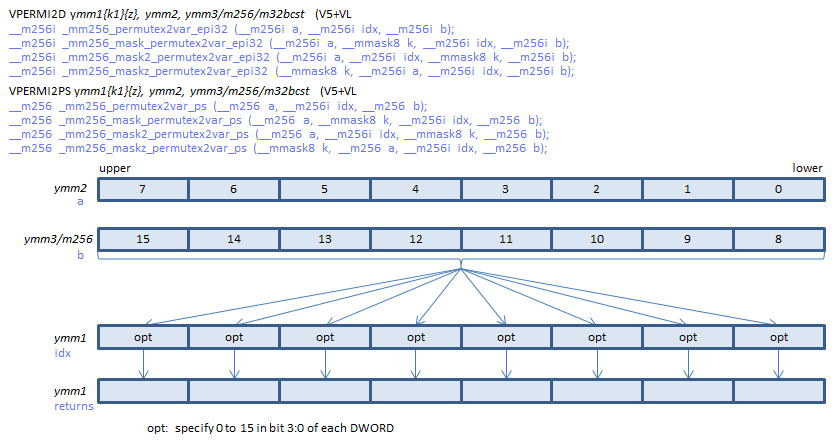 VPERMI2D ymm1{k1}{z}, ymm2, ymm3/m256/m32bcst (V5+VL
__m256i _mm256_permutex2var_epi32 (__m256i a, __m256i idx, __m256i b);
__m256i _mm256_mask_permutex2var_epi32 (__m256i a, __mmask8 k, __m256i idx, __m256i b);
__m256i _mm256_mask2_permutex2var_epi32 (__m256i a, __m256i idx, __mmask8 k, __m256i b);
__m256i _mm256_maskz_permutex2var_epi32 (__mmask8 k, __m256i a, __m256i idx, __m256i b);
VPERMI2PS ymm1{k1}{z}, ymm2, ymm3/m256/m32bcst (V5+VL
__m256 _mm256_permutex2var_ps (__m256 a, __m256i idx, __m256 b);
__m256 _mm256_mask_permutex2var_ps (__m256 a, __mmask8 k, __m256i idx, __m256 b);
__m256 _mm256_mask2_permutex2var_ps (__m256 a, __m256i idx, __mmask8 k, __m256 b);
__m256 _mm256_maskz_permutex2var_ps (__mmask8 k, __m256 a, __m256i idx, __m256 b);
upper lower
ymm2 7 6 5 4 3 2 1 0
a
ymm3/m256 15 14 13 12 11 10 9 8
b
ymm1 opt opt opt opt opt opt opt opt
idx
ymm1
returns
opt: specify 0 to 15 in bit 3:0 of each DWORD